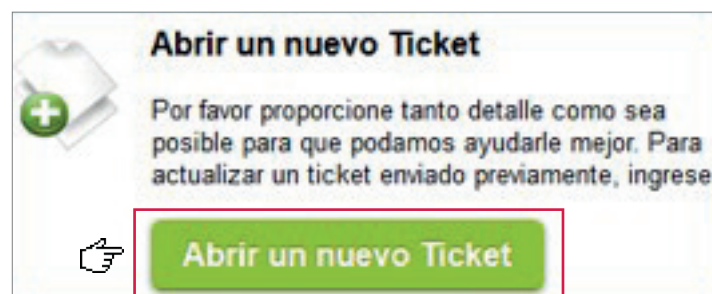 Abrir un nuevo Ticket
Por favor proporcione tanto detalle como sea
posible para que podamos ayudarle mejor. Para
actualizar un ticket enviado previamente, ingrese
Abrir un nuevo Ticket